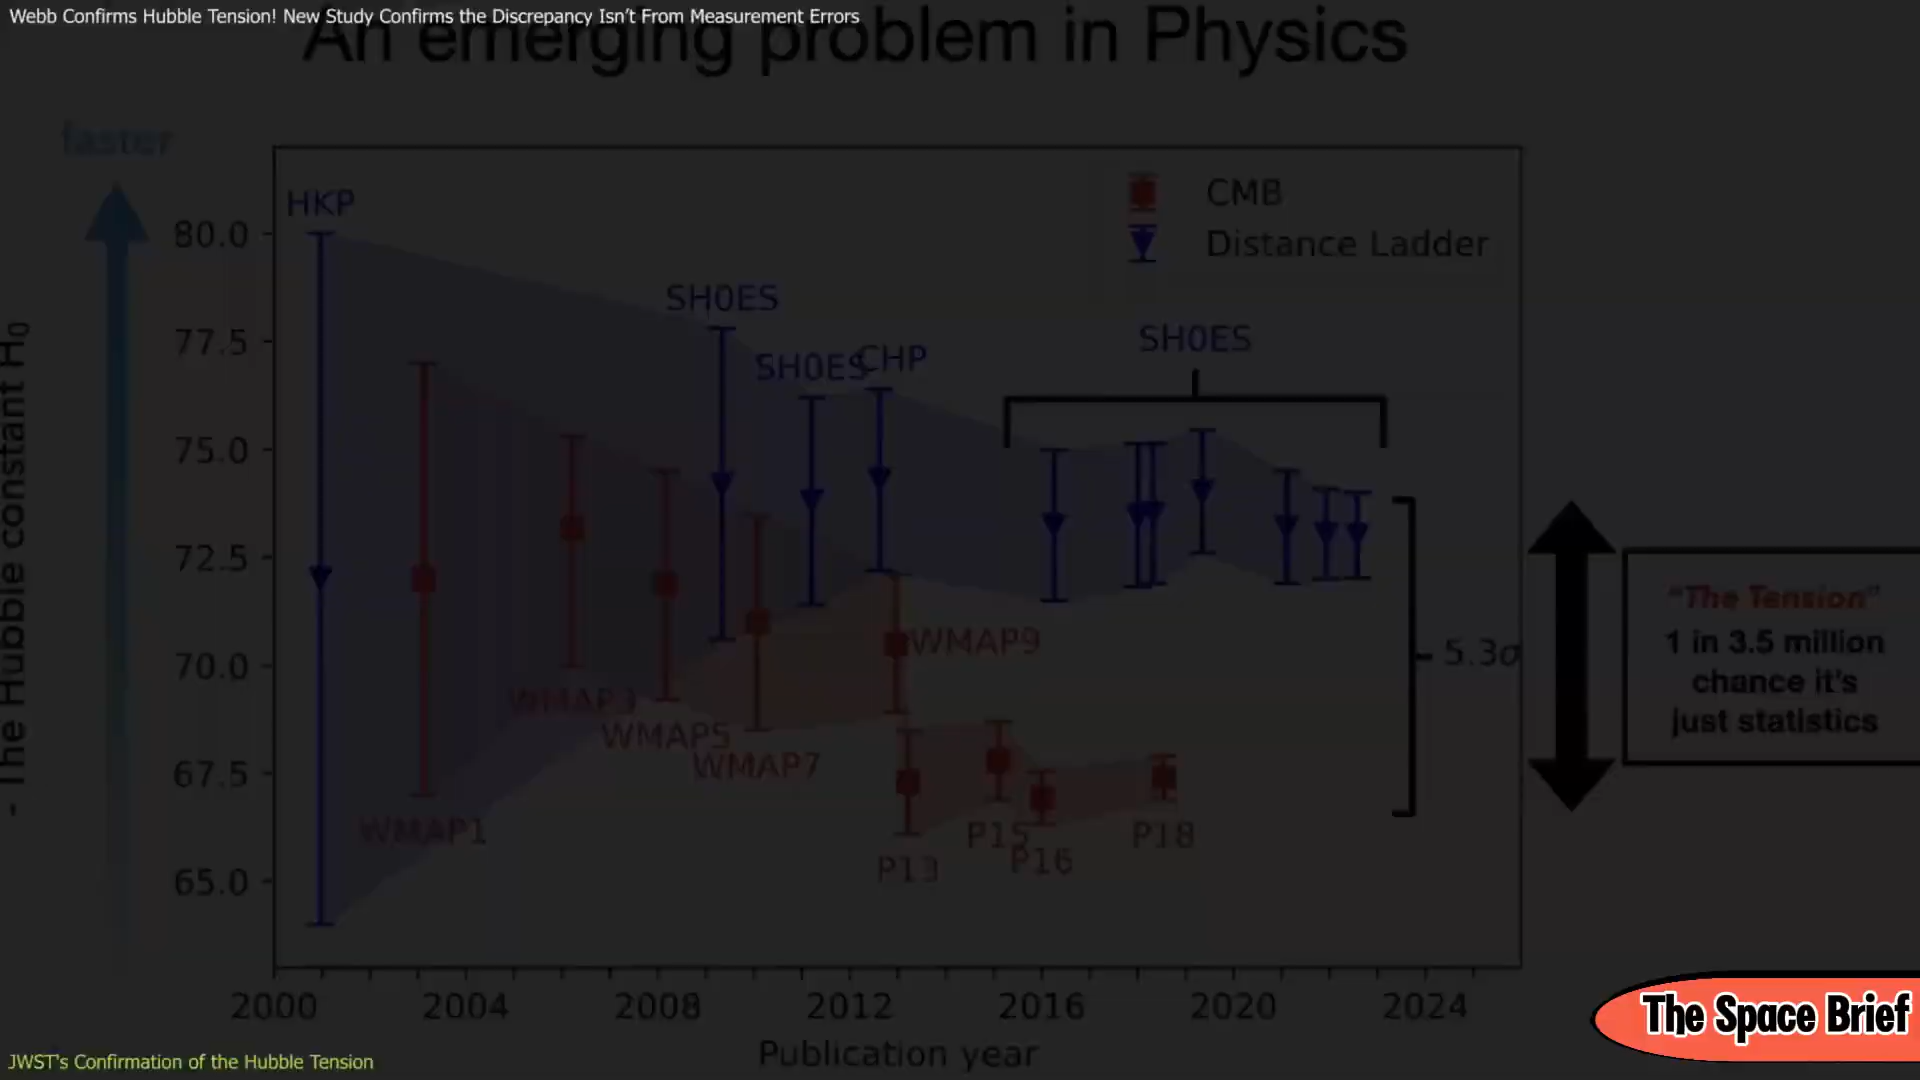 Webb Confirms Hubble Tension! New Study Confirms the Discrepancy Isn't From Measurement Errors
An emerging problem in Physics
faster
- The Hubble constant H₀
HKP
CMB
Distance Ladder
80.0
SH0ES
77.5
SH0ES
CHP
SH0ES
75.0
72.5
"The Tension"
1 in 3.5 million
chance it's
just statistics
70.0
WMAP9
5.3σ
WMAP3
WMAP5
WMAP7
67.5
WMAP1
P15
P16
P18
P13
65.0
2000
2004
2008
2012
2016
2020
2024
Publication year
The Space Brief
JWST's Confirmation of the Hubble Tension